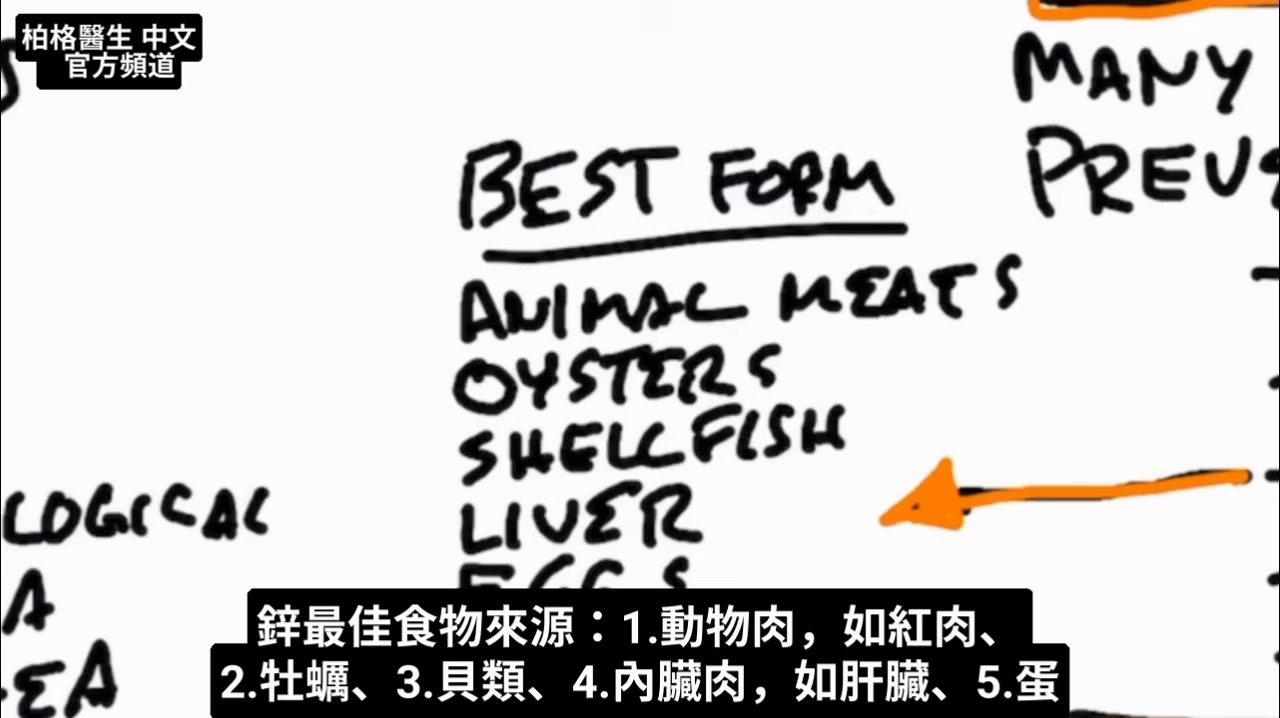 柏格醫生 中文
官方頻道
MANY
BEST FORM
ANIMAL MEATS
OYSTERS
SHELLFISH
LIVER
EGGS
LOGICAL
A
EA
鋅最佳食物來源：1.動物肉，如紅肉、
2.牡蠣、3.貝類、4.內臟肉，如肝臟、5.蛋